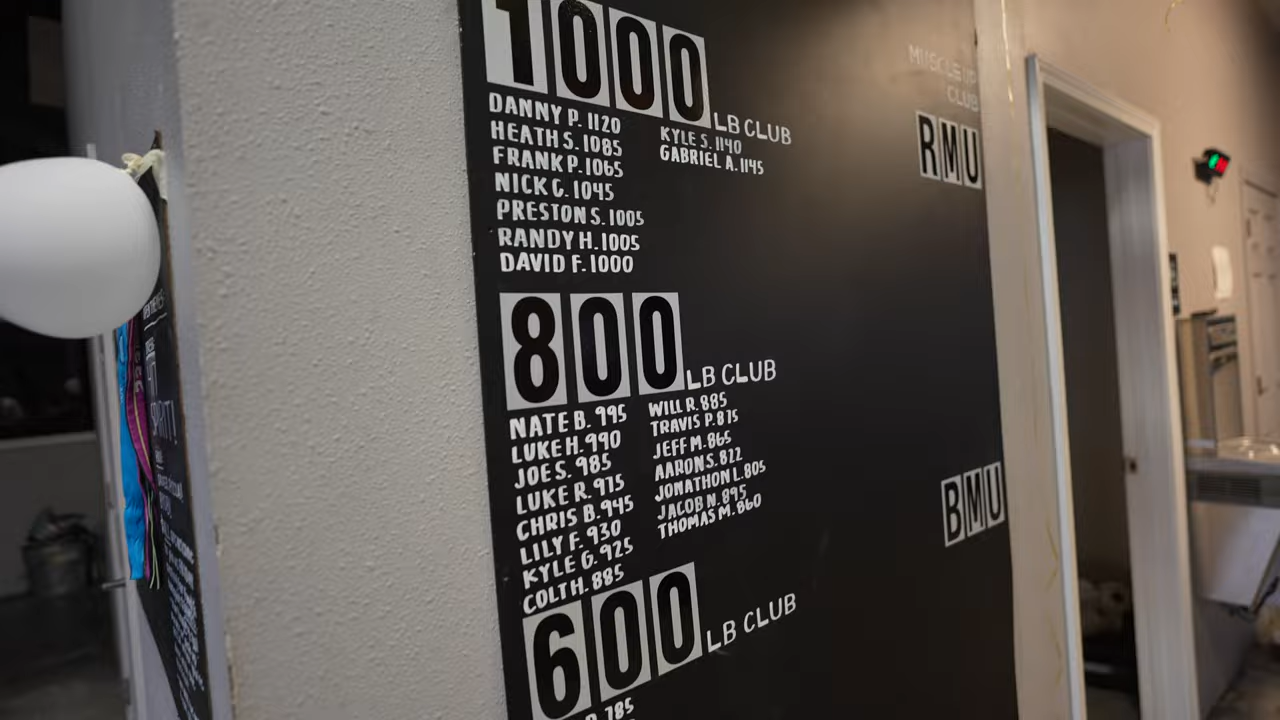 1000 LB CLUB
DANNY P. 1120
HEATH S. 1085
FRANK P. 1065
NICK G. 1045
PRESTON S. 1005
RANDY H. 1005
DAVID F. 1000
KYLE S. 1140
GABRIEL A. 1145
800 LB CLUB
NATE B. 995
LUKE H. 990
JOE S. 985
LUKE R. 975
CHRIS B. 945
LILY F. 930
KYLE G. 925
COLT H. 885
WILL R. 885
TRAVIS P. 875
JEFF M. 865
AARON S. 822
JONATHON L. 805
JACOB N. 895
THOMAS M. 860
600 LB CLUB
785
MUSCLE UP
CLUB
RMU
BMU